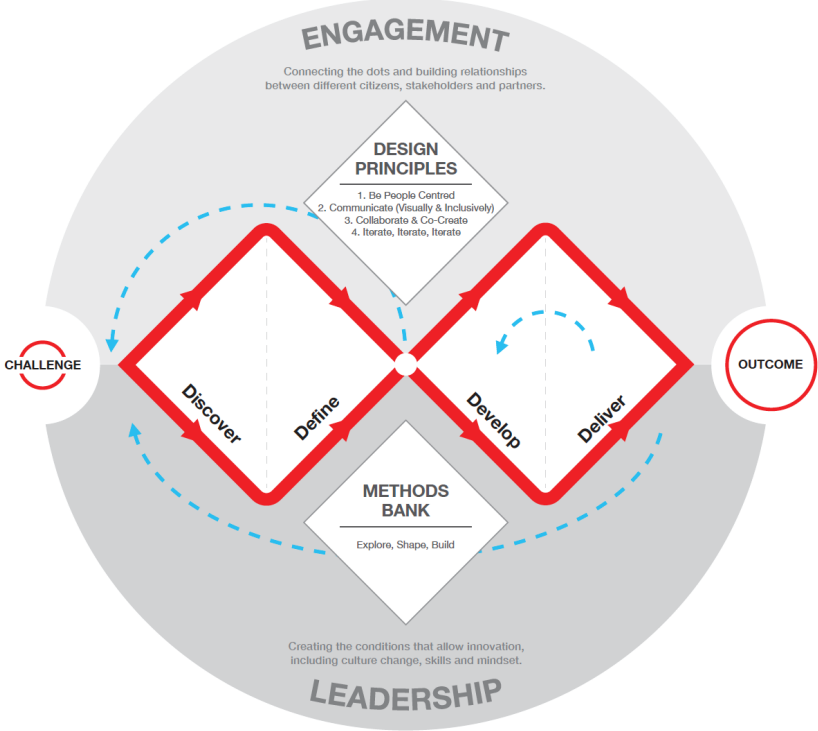 ENGAGEMENT
Connecting the dots and building relationships
between different citizens, stakeholders and partners.
DESIGN
PRINCIPLES
1. Be People Centred
2. Communicate (Visually & Inclusively)
3. Collaborate & Co-Create
4. Iterate, Iterate, Iterate
CHALLENGE
OUTCOME
Discover
Define
Develop
Deliver
METHODS
BANK
Explore, Shape, Build
Creating the conditions that allow innovation,
including culture change, skills and mindset.
LEADERSHIP